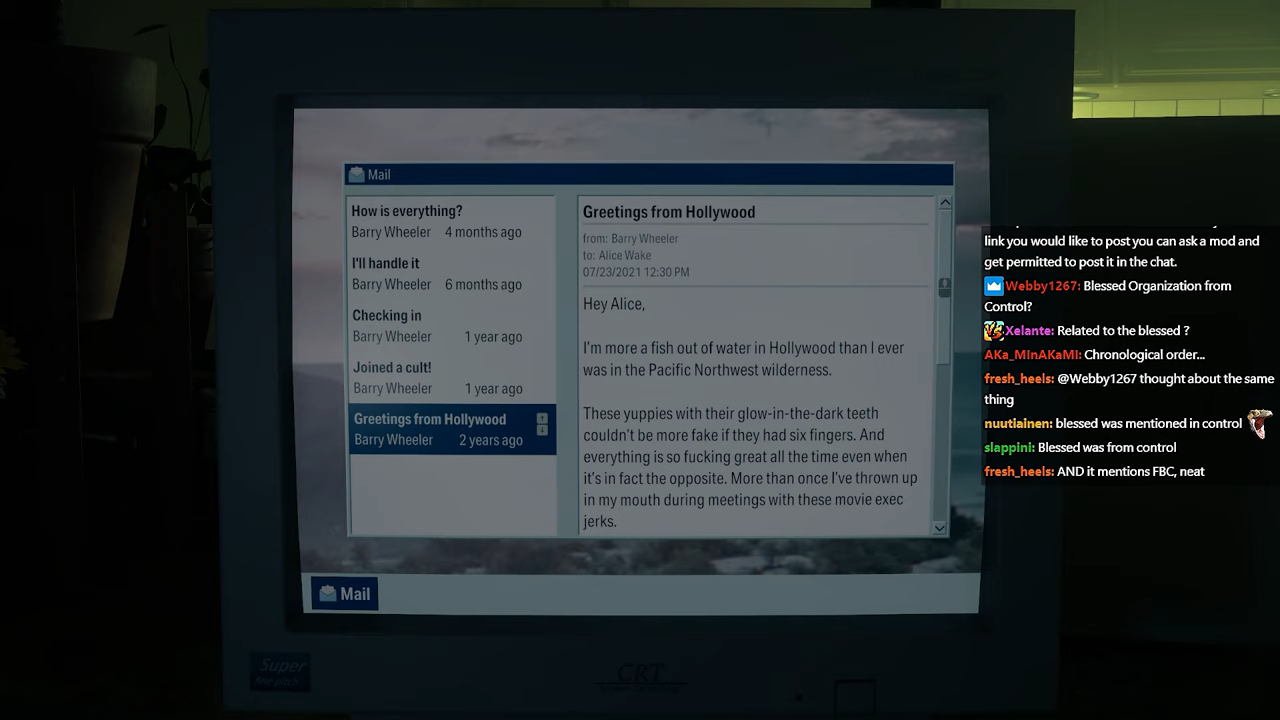 Mail
How is everything?
Barry Wheeler 4 months ago
I'll handle it
Barry Wheeler 6 months ago
Checking in
Barry Wheeler 1 year ago
Joined a cult!
Barry Wheeler 1 year ago
Greetings from Hollywood
Barry Wheeler 2 years ago
Greetings from Hollywood
from: Barry Wheeler
to: Alice Wake
07/23/2021 12:30 PM
Hey Alice,
I'm more a fish out of water in Hollywood than I ever
was in the Pacific Northwest wilderness.
These yuppies with their glow-in-the-dark teeth
couldn't be more fake if they had six fingers. And
everything is so fucking great all the time even when
it's in fact the opposite. More than once I've thrown up
in my mouth during meetings with these movie exec
jerks.
Mail
Super
fine pitch
CRT
link you would like to post you can ask a mod and
get permitted to post it in the chat.
Webby1267: Blessed Organization from
Control?
Xelante: Related to the blessed ?
AKa_MInAKaMI: Chronological order...
fresh_heels: @Webby1267 thought about the same
thing
nuutiainen: blessed was mentioned in control
slappini: Blessed was from control
fresh_heels: AND it mentions FBC, neat